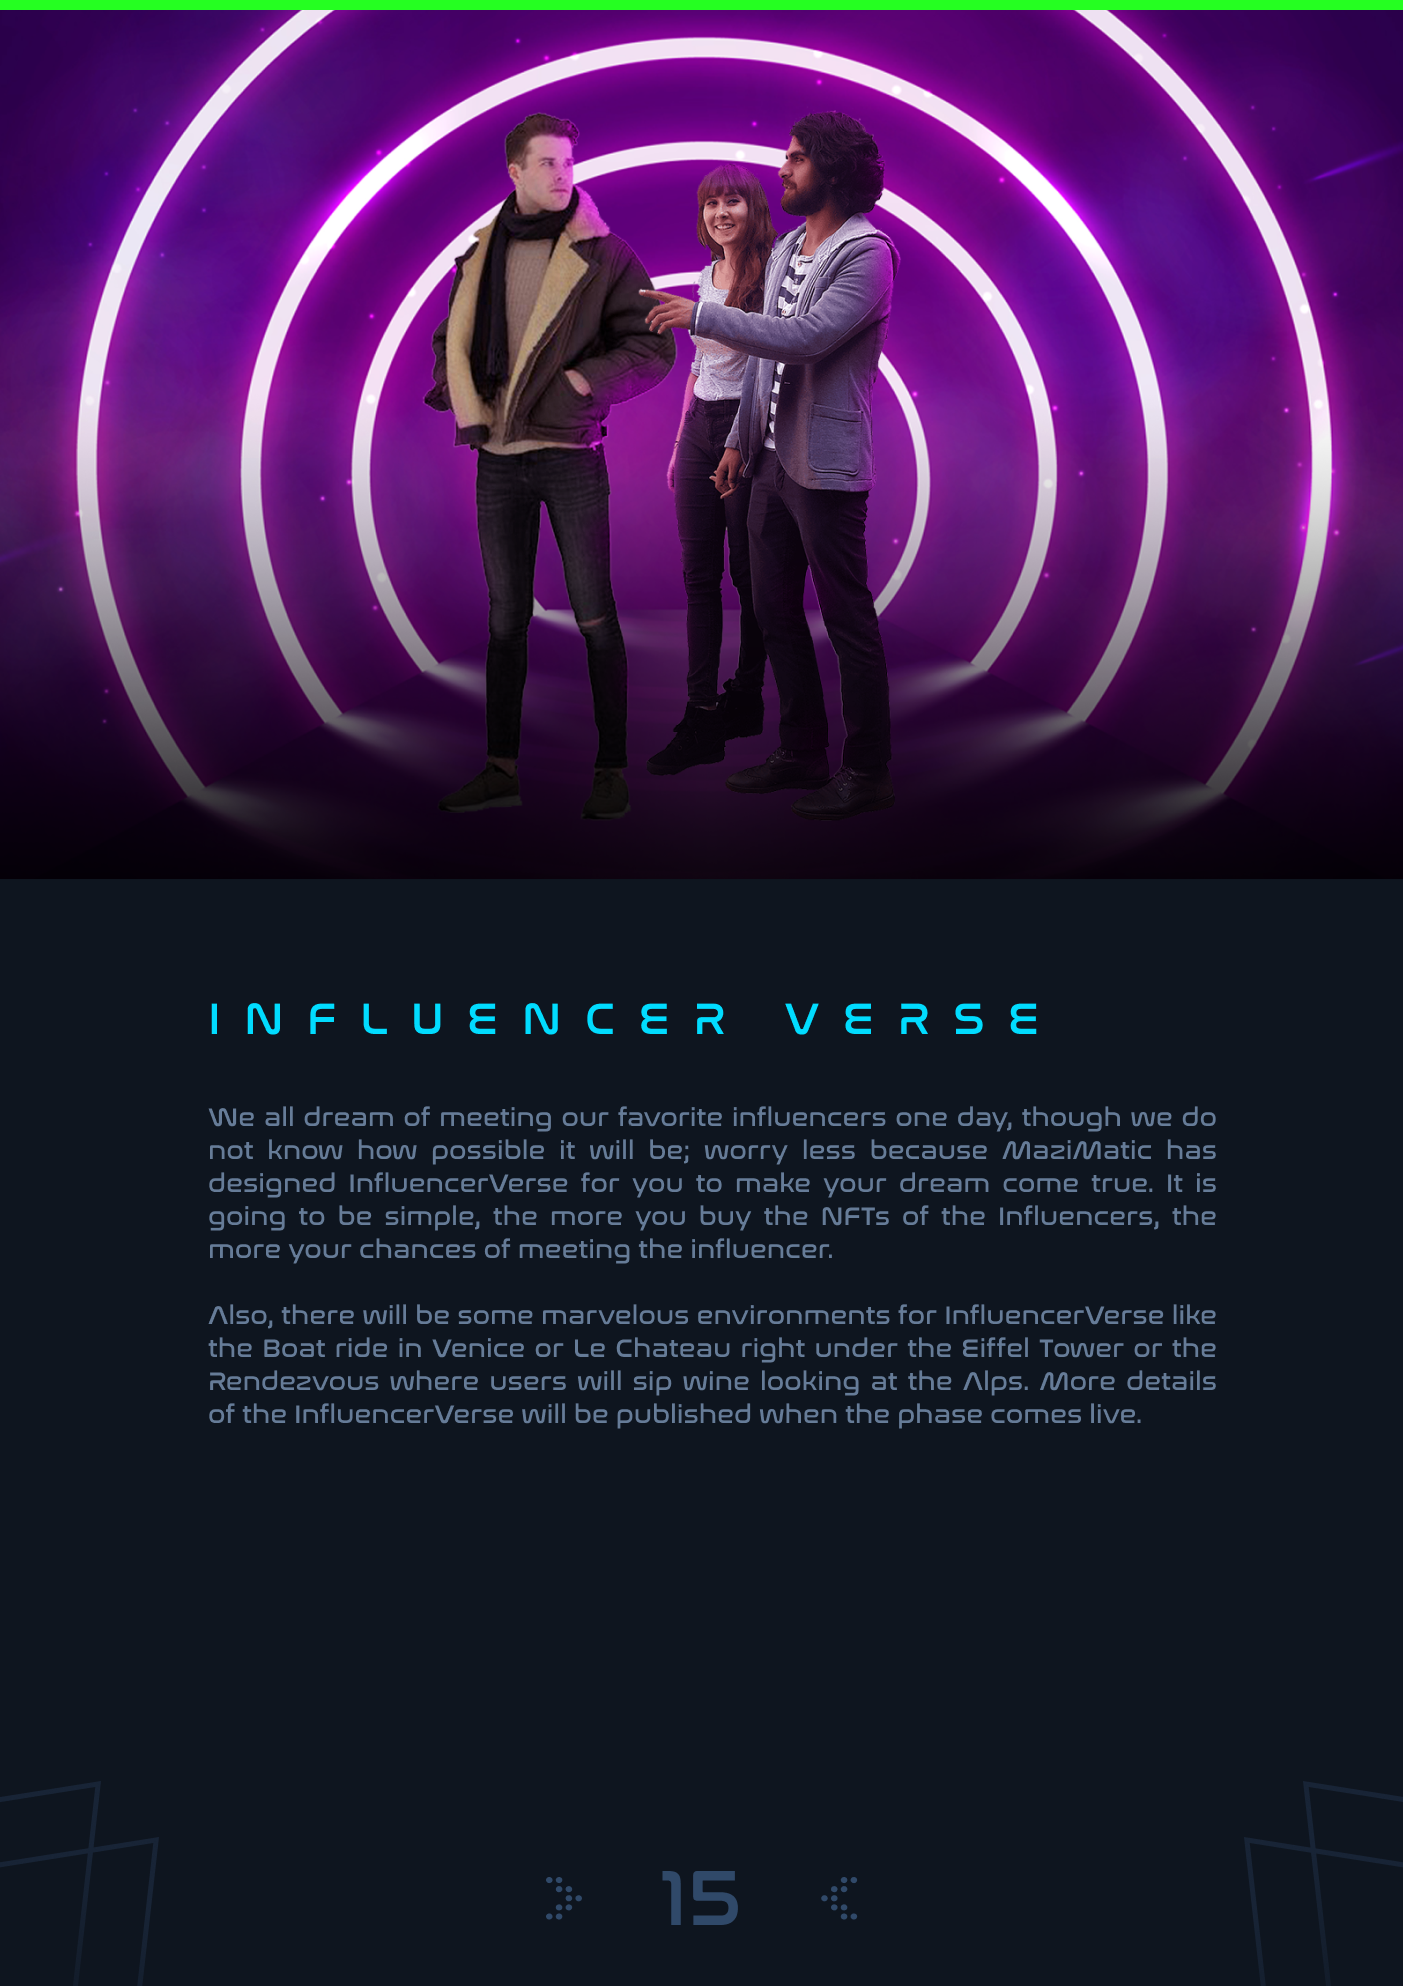 INFLUENCER VERSE
We all dream of meeting our favorite influencers one day, though we do
not know how possible it will be; worry less because MaziMatic has
designed InfluencerVerse for you to make your dream come true. It is
going to be simple, the more you buy the NFTs of the Influencers, the
more your chances of meeting the influencer.
Also, there will be some marvelous environments for InfluencerVerse like
the Boat ride in Venice or Le Chateau right under the Eiffel Tower or the
Rendezvous where users will sip wine looking at the Alps. More details
of the InfluencerVerse will be published when the phase comes live.
15